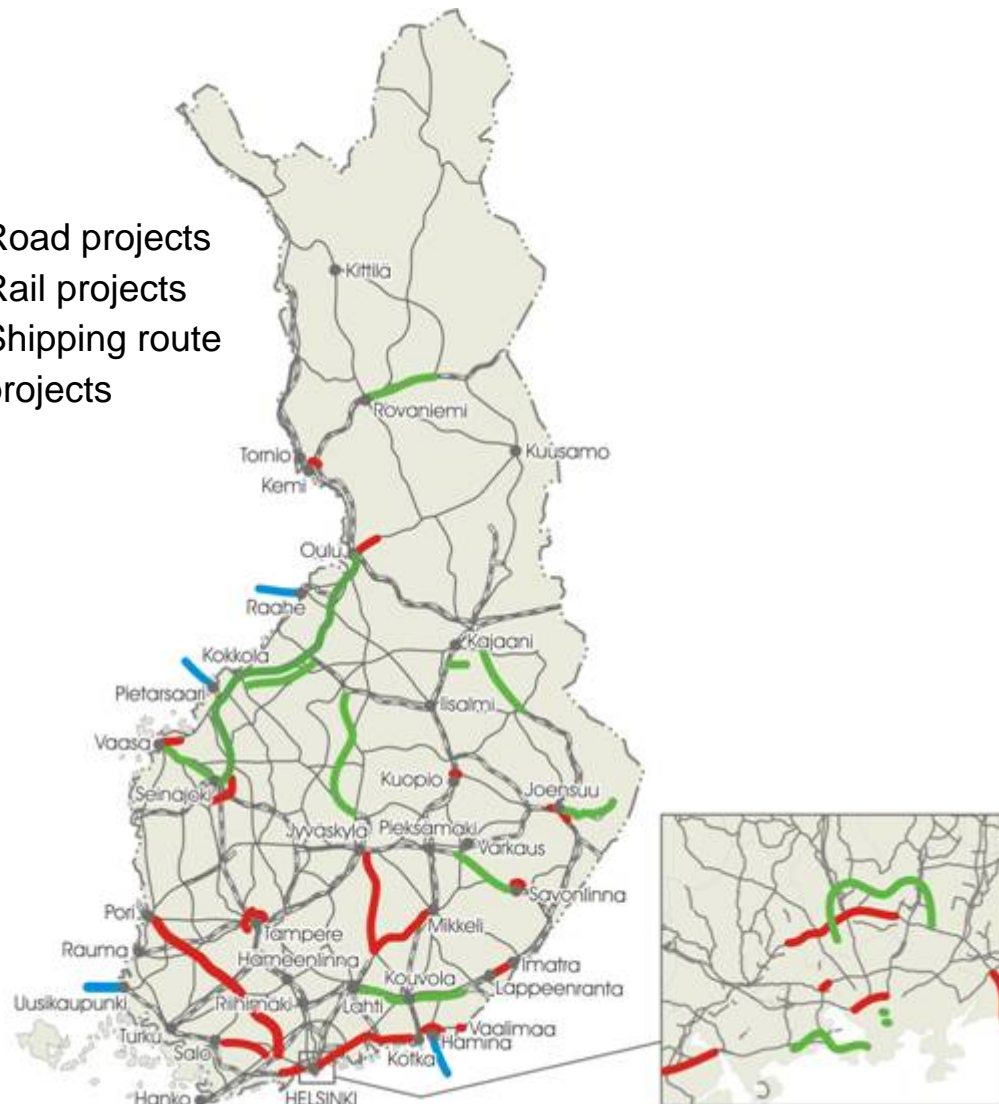 Road projects
Rail projects
Shipping route
projects
Kittilä
Rovaniemi
Tornio
Kuusamo
Kemi
Oulu
Raahe
Kajaani
Kokkola
Pietarsaari
Iisalmi
Vaasa
Kuopio
Seinäjoki
Joensuu
Jyväskylä
Pieksämäki
Varkaus
Savonlinna
Pori
Mikkeli
Tampere
Rauma
Hämeenlinna
Imatra
Kouvola
Lappeenranta
Uusikaupunki
Riihimäki
Lahti
Turku
Vaalimaa
Hamina
Salo
Kotka
Hanko
HELSINKI